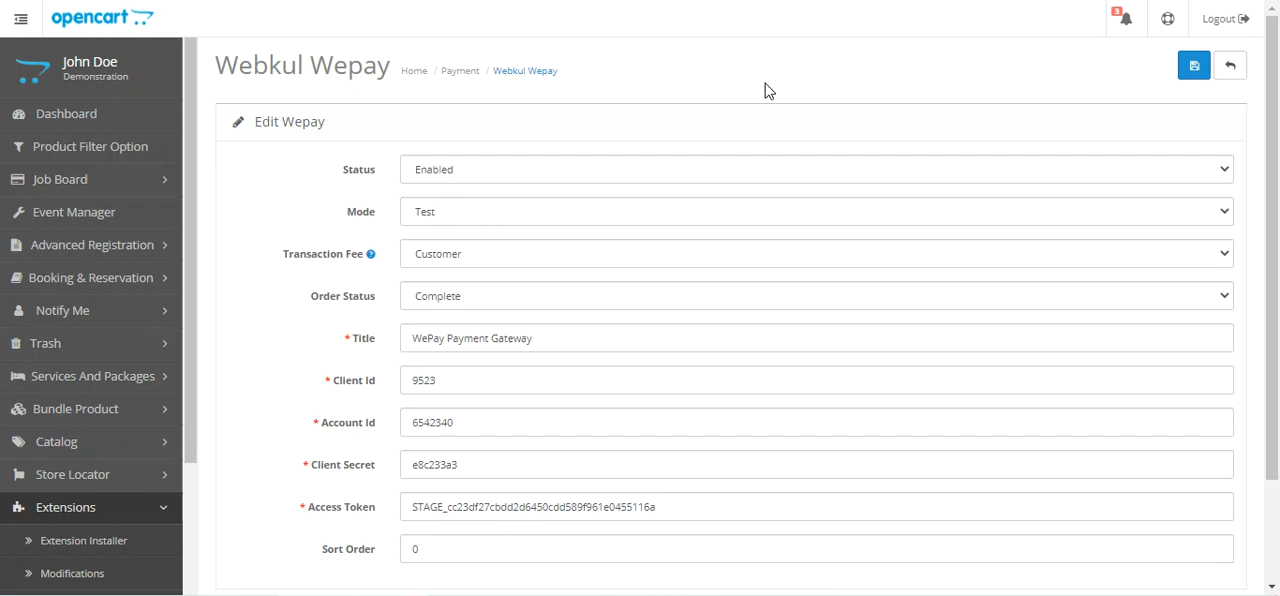 opencart
3
Logout
John Doe
Demonstration
Dashboard
Product Filter Option
Job Board
Event Manager
Advanced Registration
Booking & Reservation
Notify Me
Trash
Services And Packages
Bundle Product
Catalog
Store Locator
Extensions
» Extension Installer
» Modifications
Webkul Wepay Home / Payment / Webkul Wepay
Edit Wepay
Status Enabled
Mode Test
Transaction Fee ? Customer
Order Status Complete
* Title WePay Payment Gateway
* Client Id 9523
* Account Id 6542340
* Client Secret e8c233a3
* Access Token STAGE_cc23df27cbdd2d6450cdd589f961e0455116a
Sort Order 0